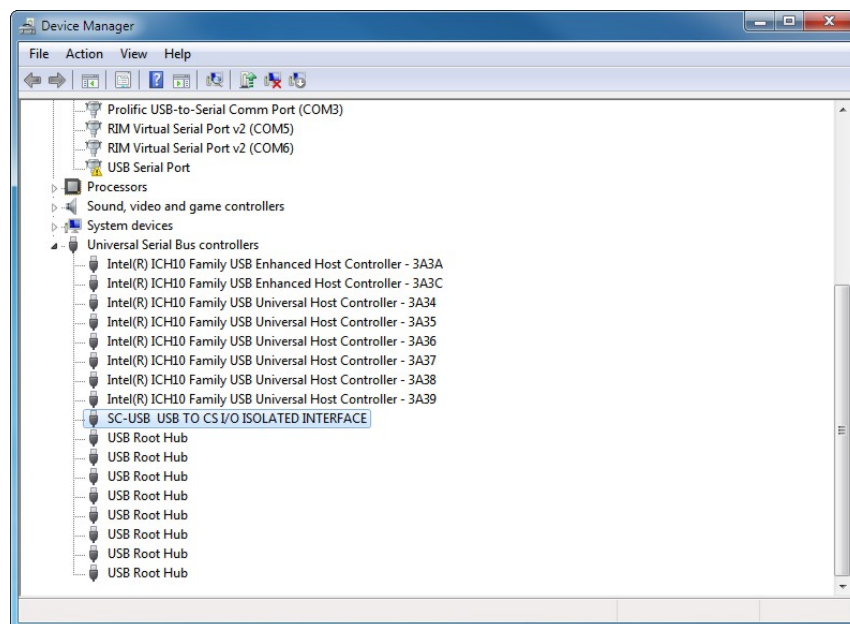 Device Manager
File Action View Help
Prolific USB-to-Serial Comm Port (COM3)
RIM Virtual Serial Port v2 (COM5)
RIM Virtual Serial Port v2 (COM6)
USB Serial Port
Processors
Sound, video and game controllers
System devices
Universal Serial Bus controllers
Intel(R) ICH10 Family USB Enhanced Host Controller - 3A3A
Intel(R) ICH10 Family USB Enhanced Host Controller - 3A3C
Intel(R) ICH10 Family USB Universal Host Controller - 3A34
Intel(R) ICH10 Family USB Universal Host Controller - 3A35
Intel(R) ICH10 Family USB Universal Host Controller - 3A36
Intel(R) ICH10 Family USB Universal Host Controller - 3A37
Intel(R) ICH10 Family USB Universal Host Controller - 3A38
Intel(R) ICH10 Family USB Universal Host Controller - 3A39
SC-USB  USB TO CS I/O ISOLATED INTERFACE
USB Root Hub
USB Root Hub
USB Root Hub
USB Root Hub
USB Root Hub
USB Root Hub
USB Root Hub
USB Root Hub